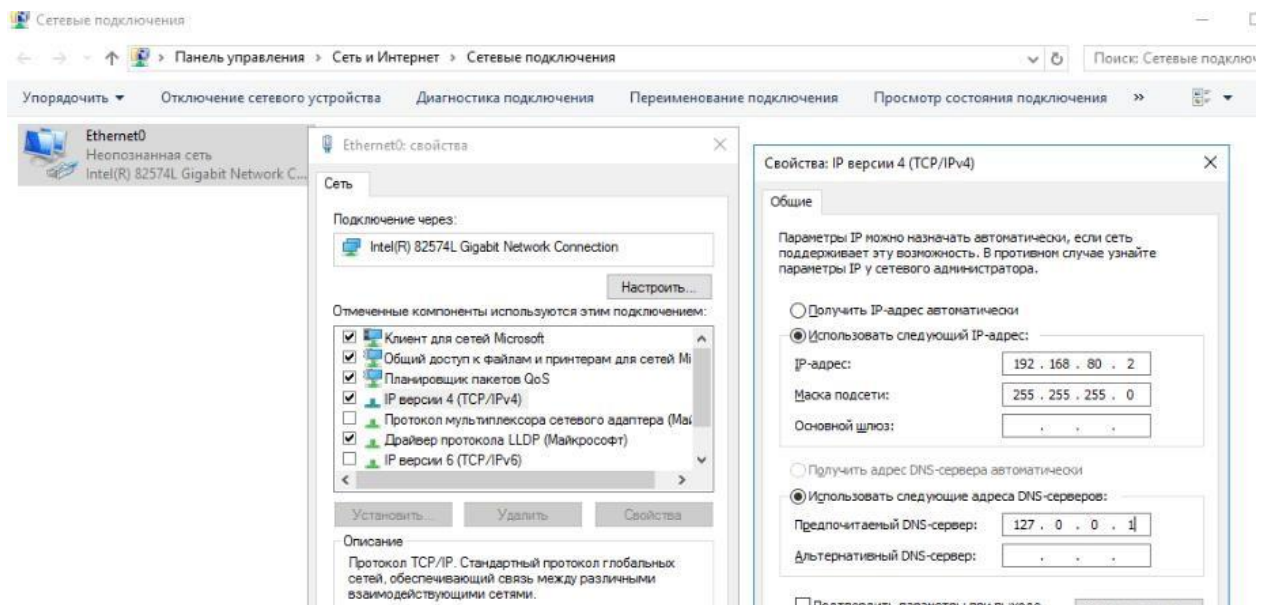 Сетевые подключения
Панель управления > Сеть и Интернет > Сетевые подключения
Поиск: Сетевые подключ
Упорядочить
Отключение сетевого устройства
Диагностика подключения
Переименование подключения
Просмотр состояния подключения
»
Ethernet0
Неопознанная сеть
Intel(R) 82574L Gigabit Network C...
Ethernet0: свойства
Сеть
Подключение через:
Intel(R) 82574L Gigabit Network Connection
Настроить...
Отмеченные компоненты используются этим подключением:
Клиент для сетей Microsoft
Общий доступ к файлам и принтерам для сетей Mi
Планировщик пакетов QoS
IP версии 4 (TCP/IPv4)
Протокол мультиплексора сетевого адаптера (Май
Драйвер протокола LLDP (Майкрософт)
IP версии 6 (TCP/IPv6)
Установить...
Удалить
Свойства
Описание
Протокол TCP/IP. Стандартный протокол глобальных
сетей, обеспечивающий связь между различными
взаимодействующими сетями.
Свойства: IP версии 4 (TCP/IPv4)
Общие
Параметры IP можно назначать автоматически, если сеть
поддерживает эту возможность. В противном случае узнайте
параметры IP у сетевого администратора.
Получить IP-адрес автоматически
Использовать следующий IP-адрес:
IP-адрес: 192 . 168 . 80 . 2
Маска подсети: 255 . 255 . 255 . 0
Основной шлюз: . . .
Получить адрес DNS-сервера автоматически
Использовать следующие адреса DNS-серверов:
Предпочитаемый DNS-сервер: 127 . 0 . 0 . 1
Альтернативный DNS-сервер: . . .
Подтвердить параметры при выходе